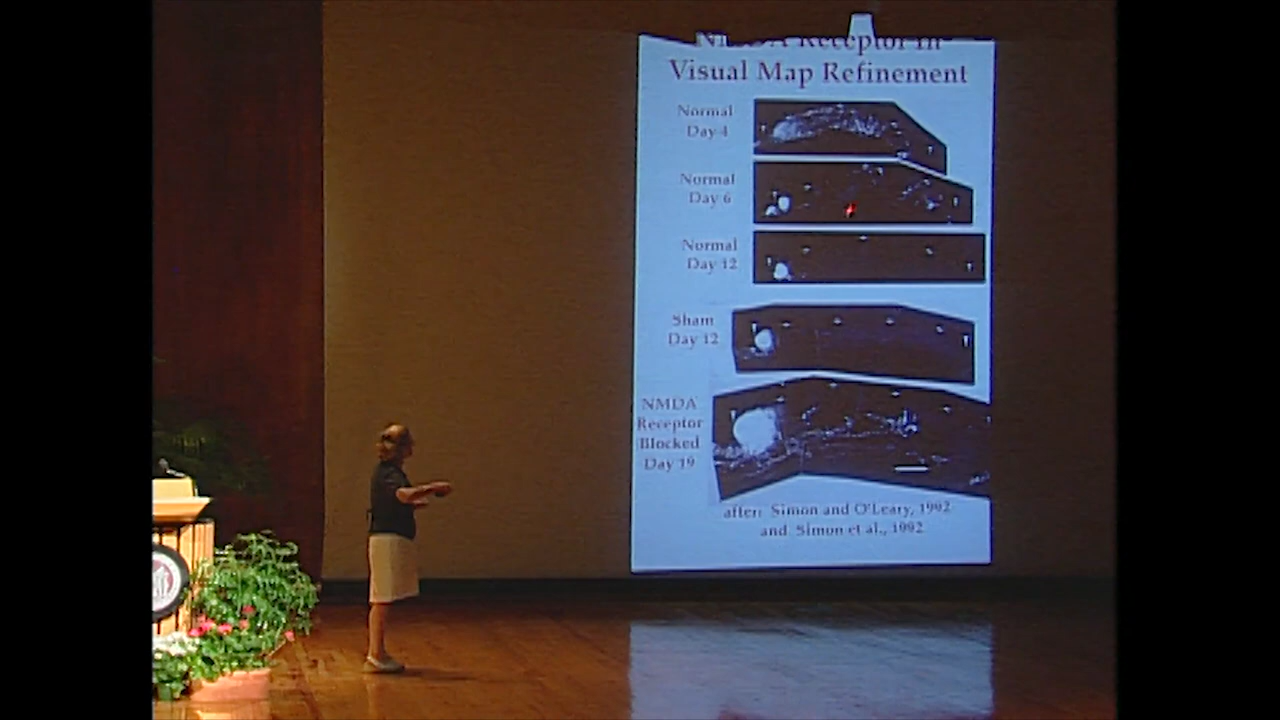 NMDA Receptor in
Visual Map Refinement
Normal
Day 4
Normal
Day 6
Normal
Day 12
Sham
Day 12
NMDA
Receptor
Blocked
Day 19
after: Simon and O'Leary, 1992
and Simon et al., 1992